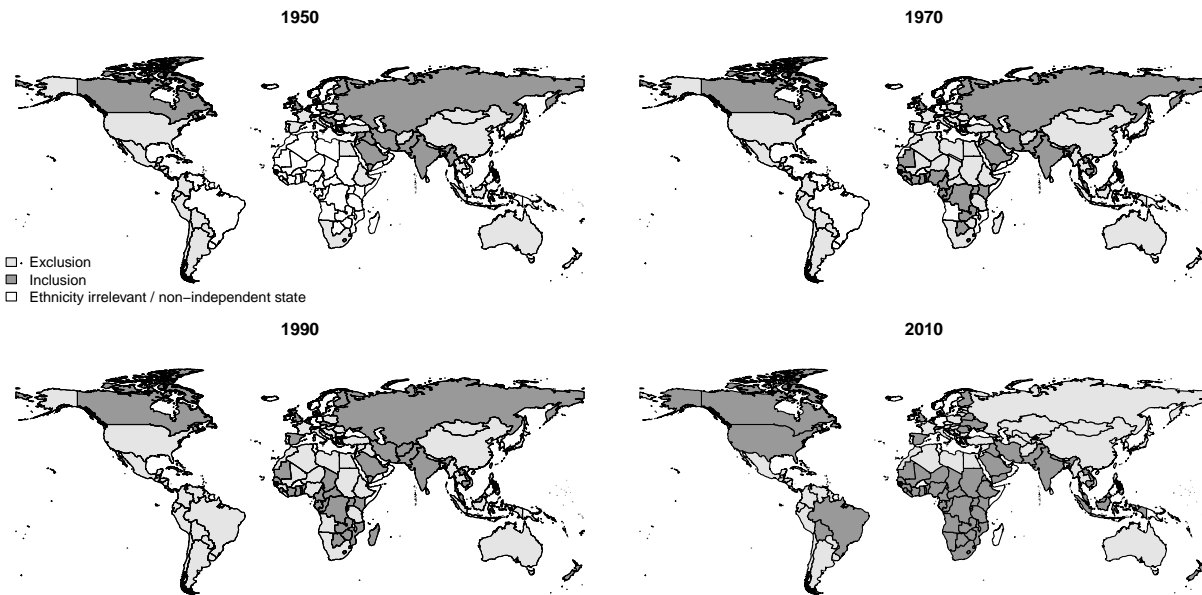 1950
1970
Exclusion
Inclusion
Ethnicity irrelevant / non−independent state
1990
2010